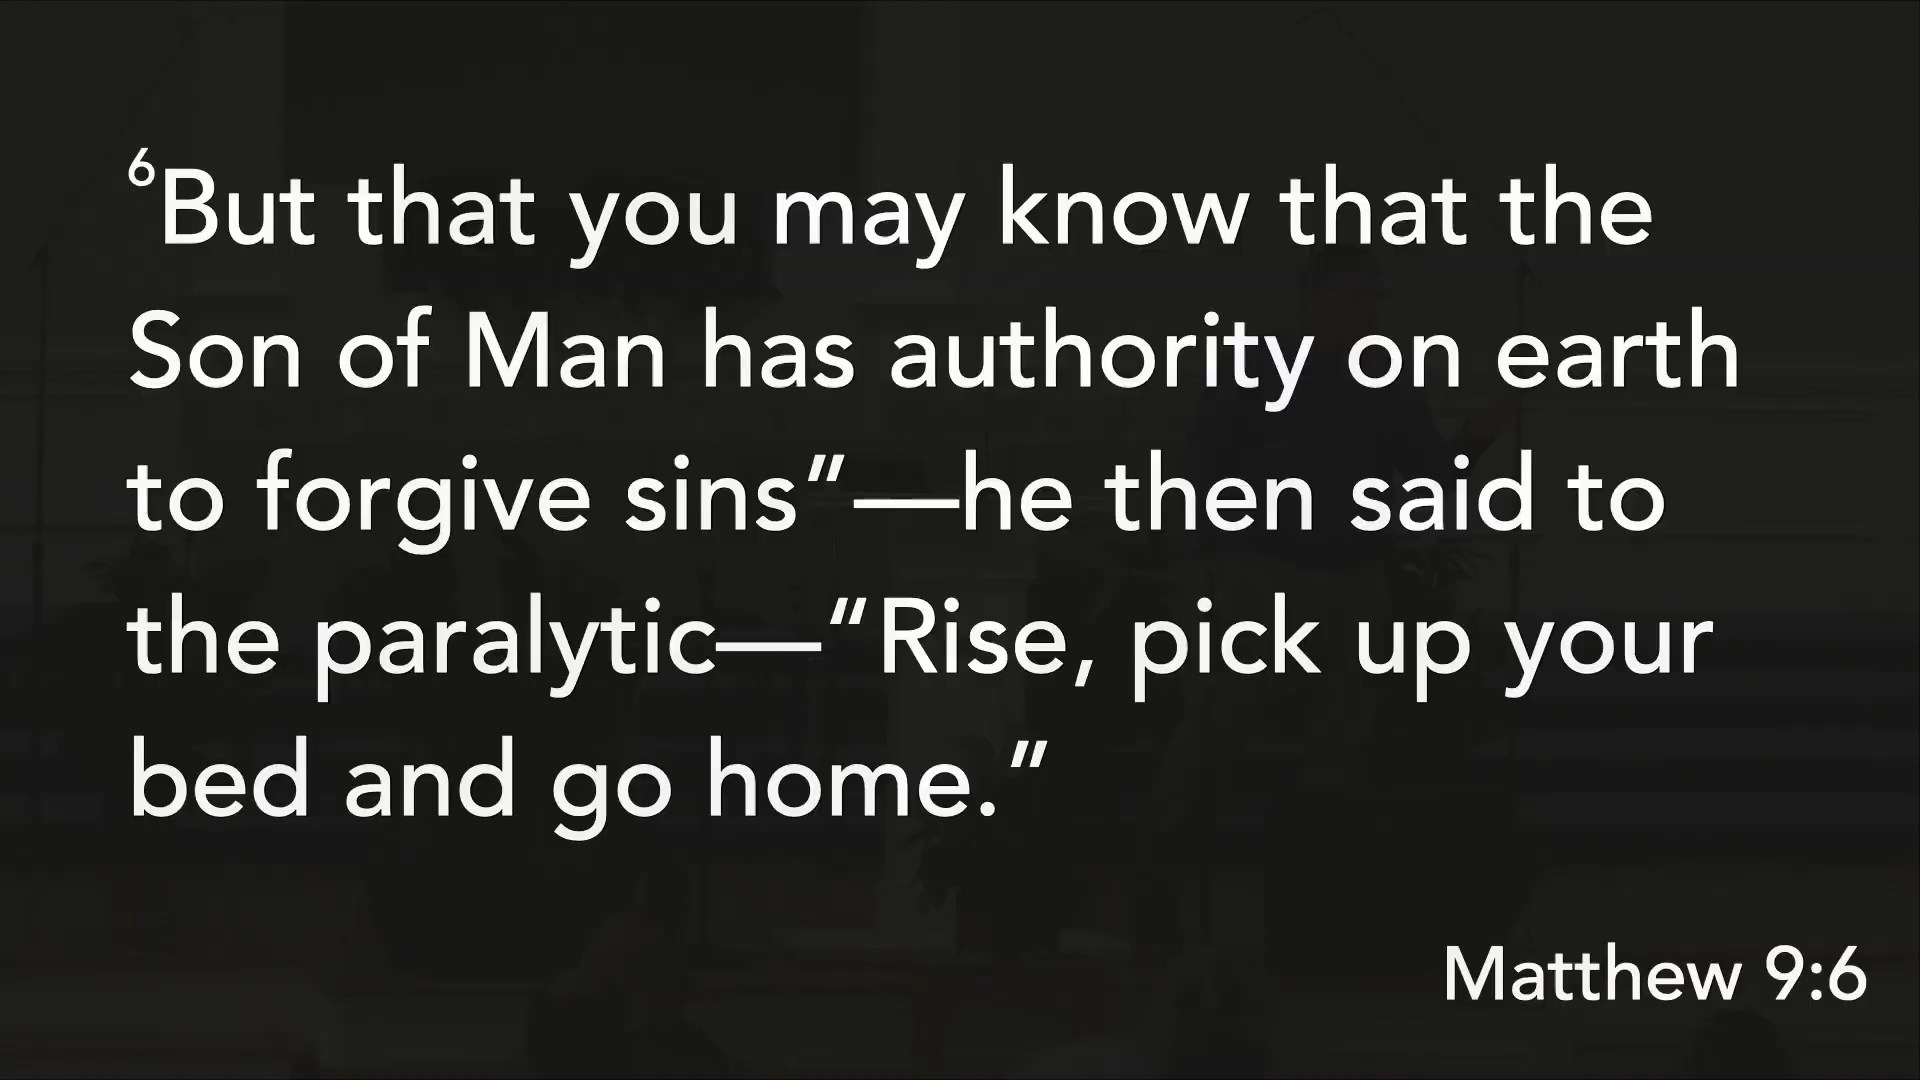 ⁶But that you may know that the
Son of Man has authority on earth
to forgive sins”—he then said to
the paralytic—“Rise, pick up your
bed and go home.”
Matthew 9:6